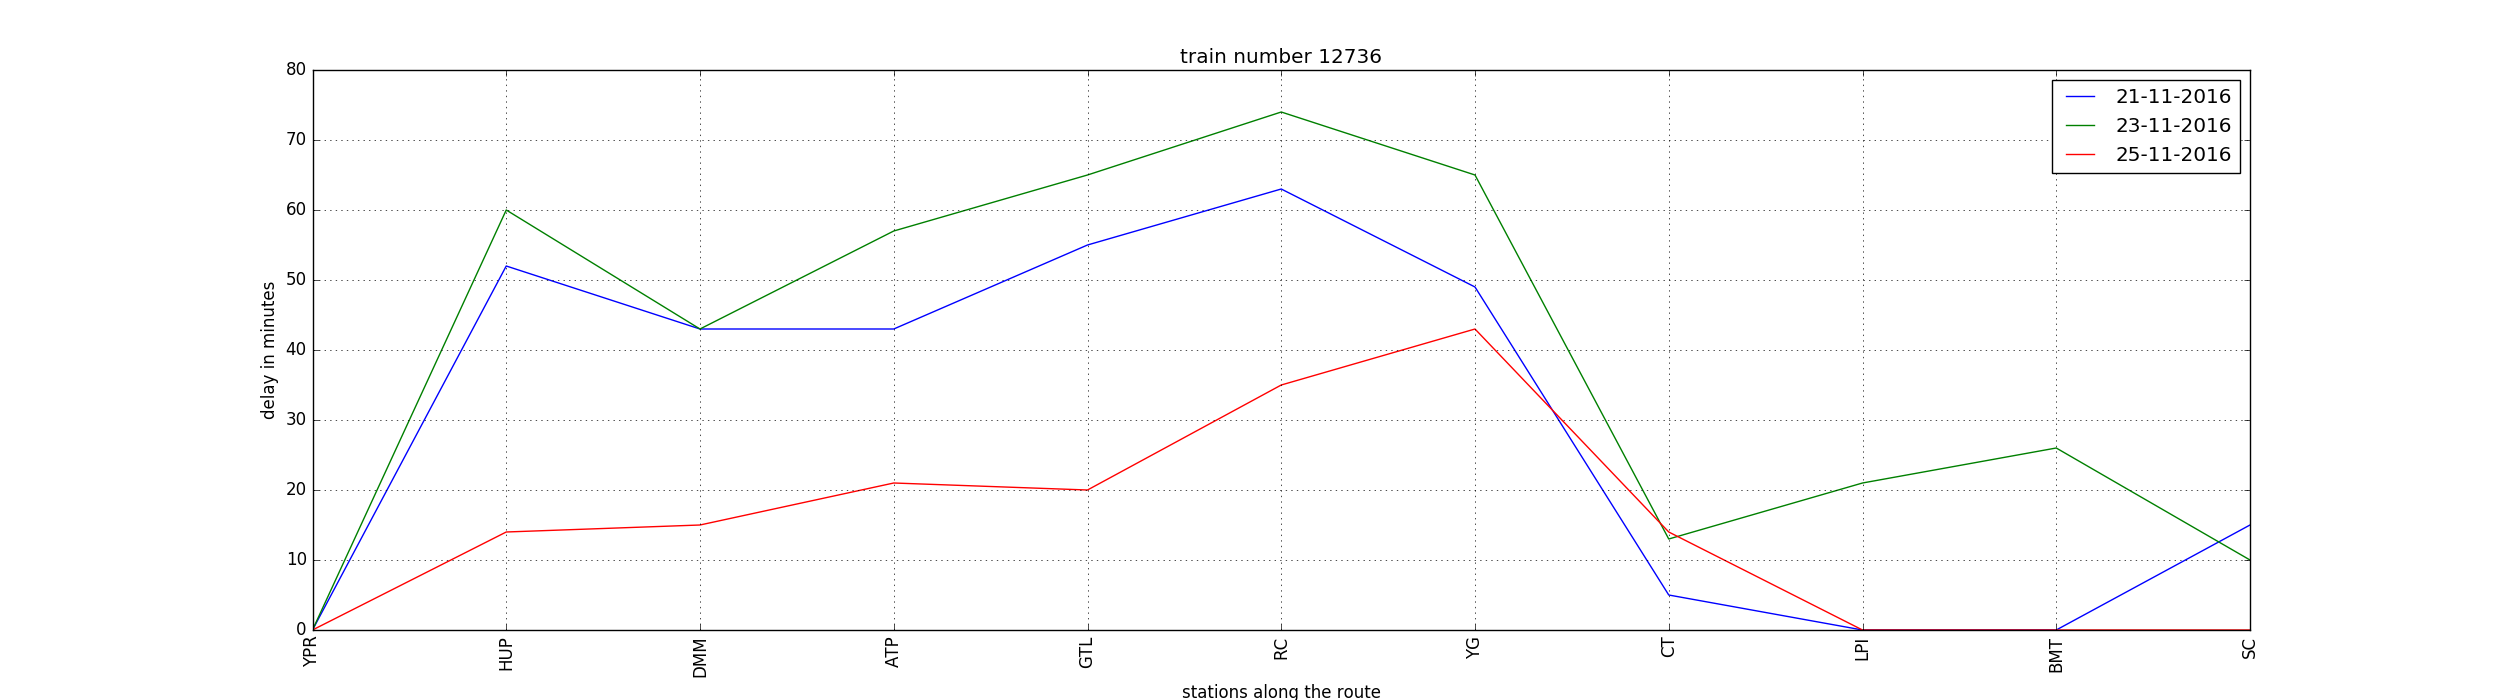 train number 12736
21-11-2016
23-11-2016
25-11-2016
80
70
60
50
40
30
20
10
0
delay in minutes
YPR
HUP
DMM
ATP
GTL
RC
YG
CT
LPI
BMT
SC
stations along the route